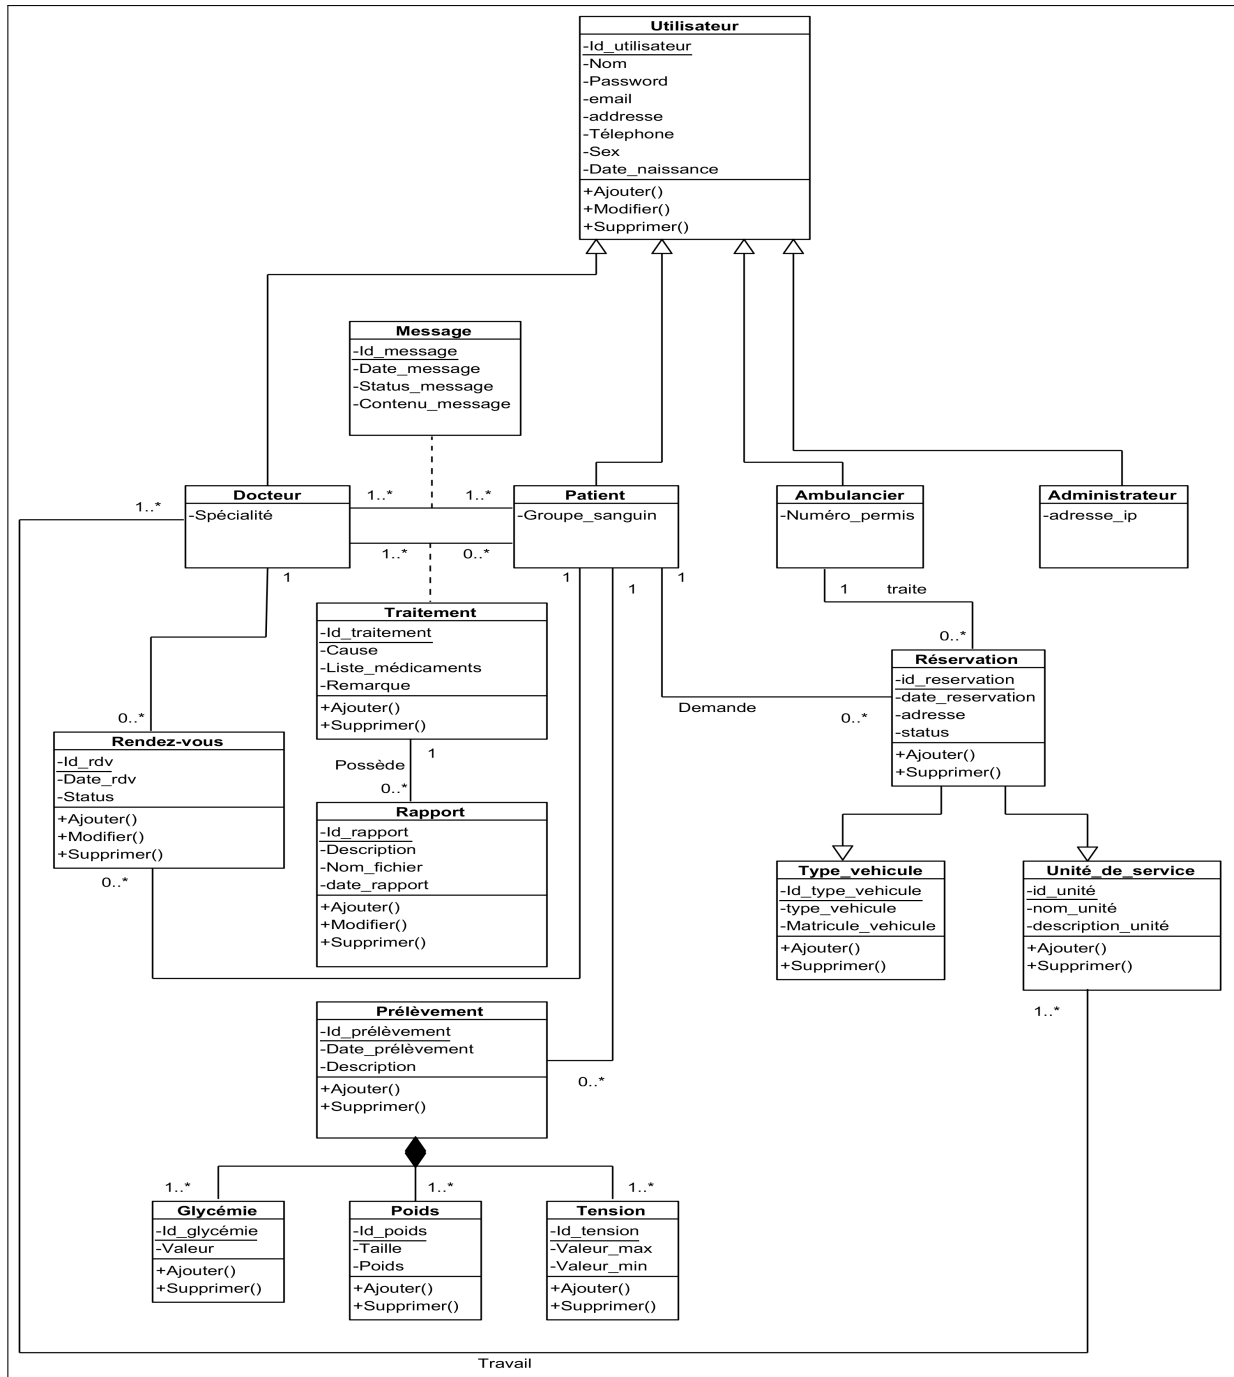 Utilisateur
-Id_utilisateur
-Nom
-Password
-email
-addresse
-Télephone
-Sex
-Date_naissance
+Ajouter()
+Modifier()
+Supprimer()
Message
-Id_message
-Date_message
-Status_message
-Contenu_message
1..*
Docteur
-Spécialité
1..*
1..*
1..*
0..*
Patient
-Groupe_sanguin
Ambulancier
-Numéro_permis
Administrateur
-adresse_ip
1
1
1
1
1
traite
0..*
Traitement
-Id_traitement
-Cause
-Liste_médicaments
-Remarque
+Ajouter()
+Supprimer()
Réservation
-id_reservation
-date_reservation
-adresse
-status
+Ajouter()
+Supprimer()
Demande
0..*
0..*
Rendez-vous
-Id_rdv
-Date_rdv
-Status
+Ajouter()
+Modifier()
+Supprimer()
0..*
1
Possède
0..*
Rapport
-Id_rapport
-Description
-Nom_fichier
-date_rapport
+Ajouter()
+Modifier()
+Supprimer()
Type_vehicule
-Id_type_vehicule
-type_vehicule
-Matricule_vehicule
+Ajouter()
+Supprimer()
Unité_de_service
-id_unité
-nom_unité
-description_unité
+Ajouter()
+Supprimer()
1..*
Prélèvement
-Id_prélèvement
-Date_prélèvement
-Description
+Ajouter()
+Supprimer()
0..*
1..*
1..*
1..*
Glycémie
-Id_glycémie
-Valeur
+Ajouter()
+Supprimer()
Poids
-Id_poids
-Taille
-Poids
+Ajouter()
+Supprimer()
Tension
-Id_tension
-Valeur_max
-Valeur_min
+Ajouter()
+Supprimer()
Travail